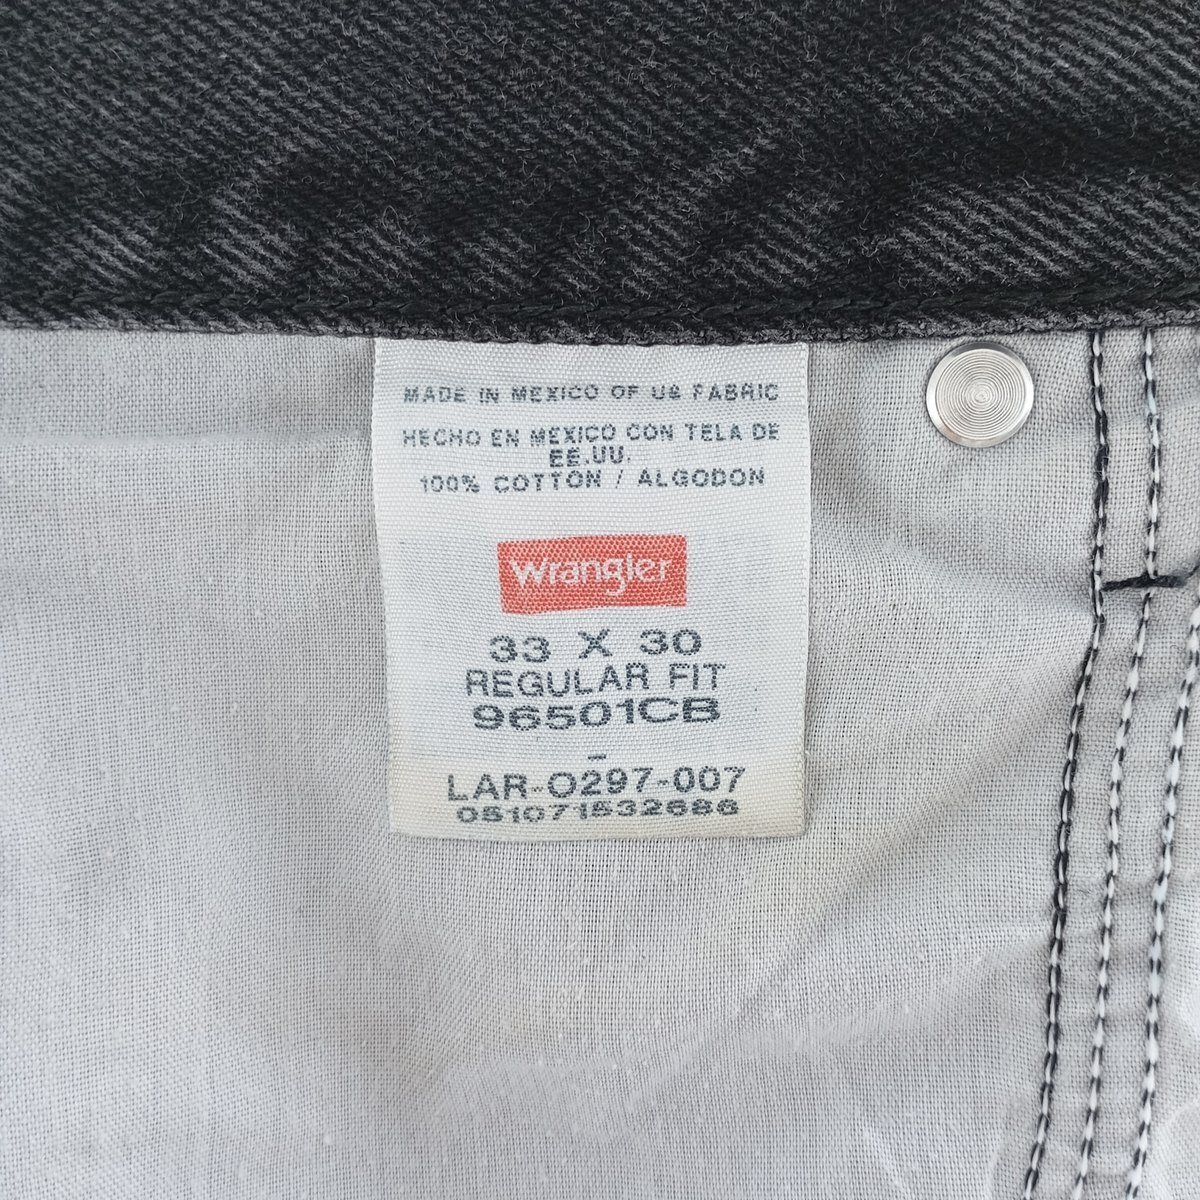 MADE IN MEXICO OF US FABRIC
HECHO EN MEXICO CON TELA DE
EE.UU.
100% COTTON / ALGODON
Wrangler
33 X 30
REGULAR FIT
96501CB
-
LAR-0297-007
051071532686